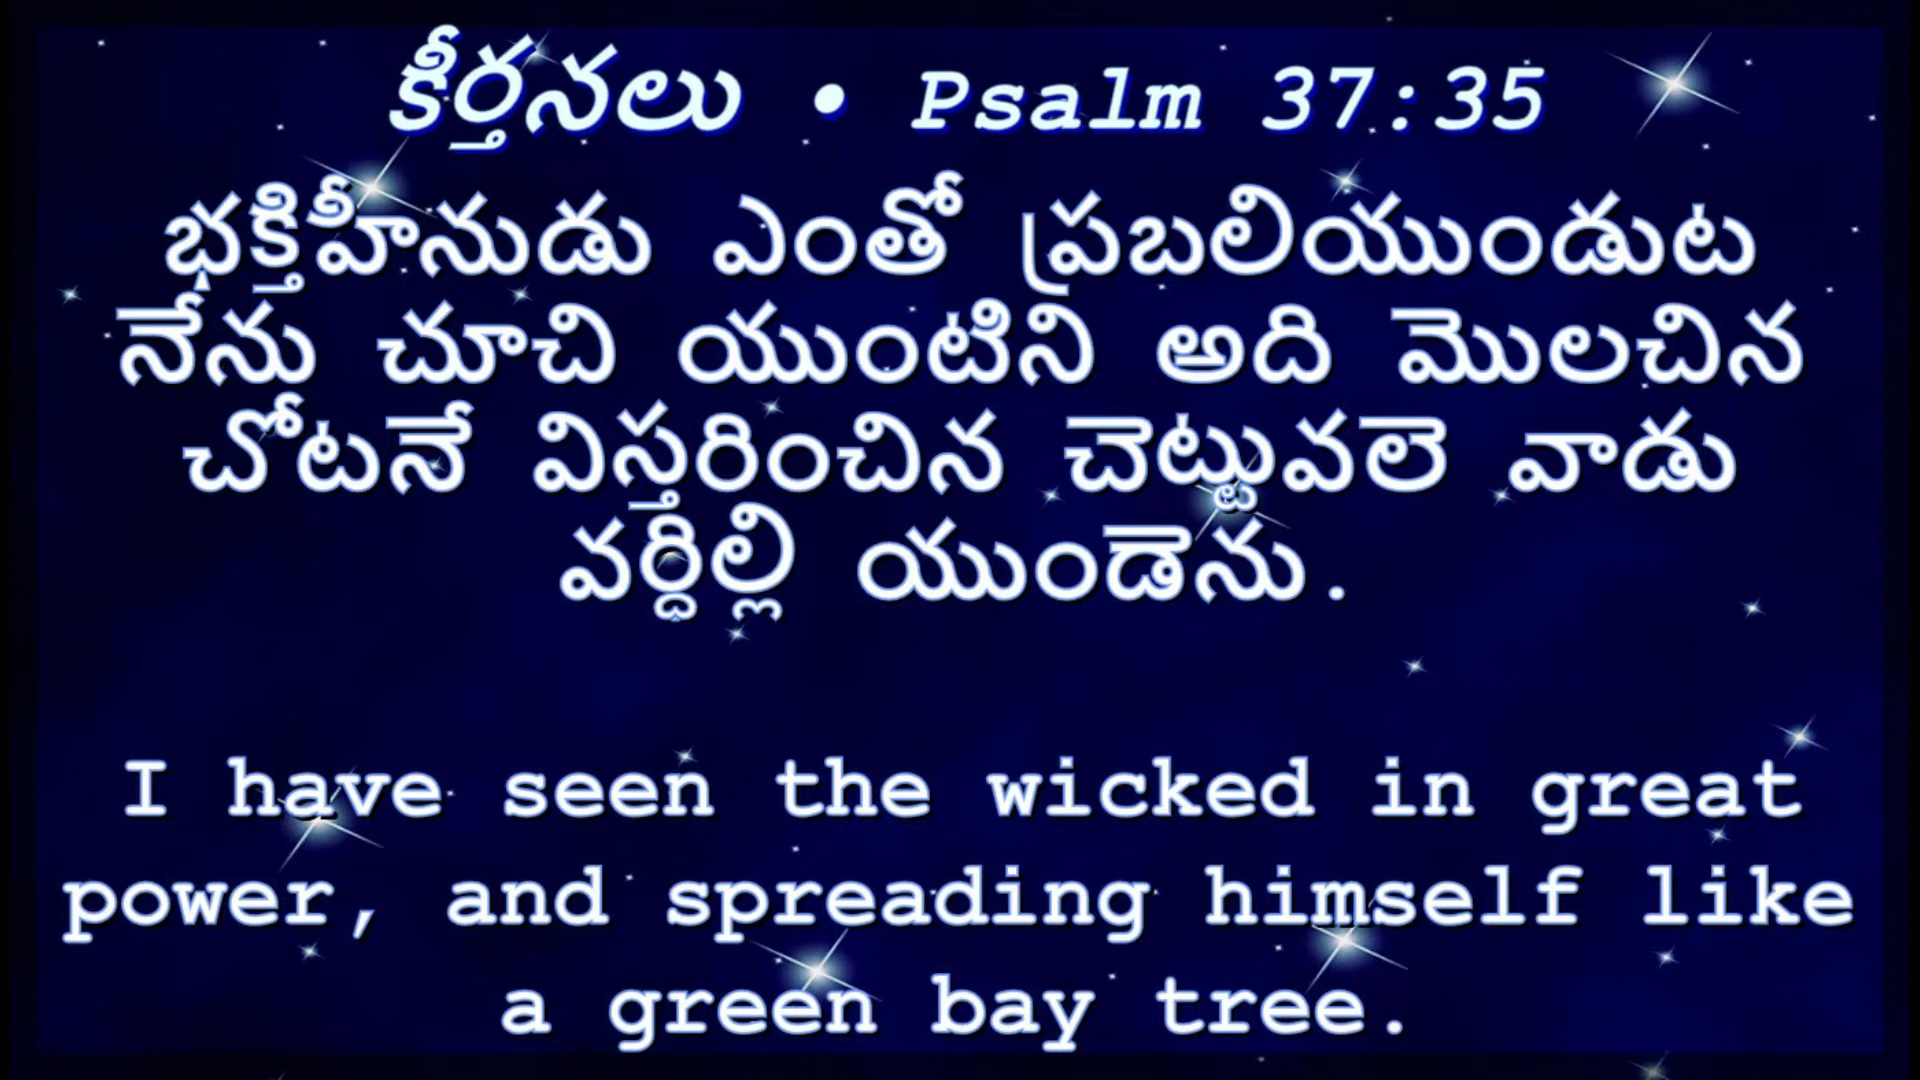 కీర్తనలు • Psalm 37:35
భక్తిహీనుడు ఎంతో ప్రబలియుండుట
నేను చూచి యుంటిని అది మొలచిన
చోటనే విస్తరించిన చెట్టువలె వాడు
వర్ధిల్లి యుండెను.
I have seen the wicked in great
power, and spreading himself like
a green bay tree.